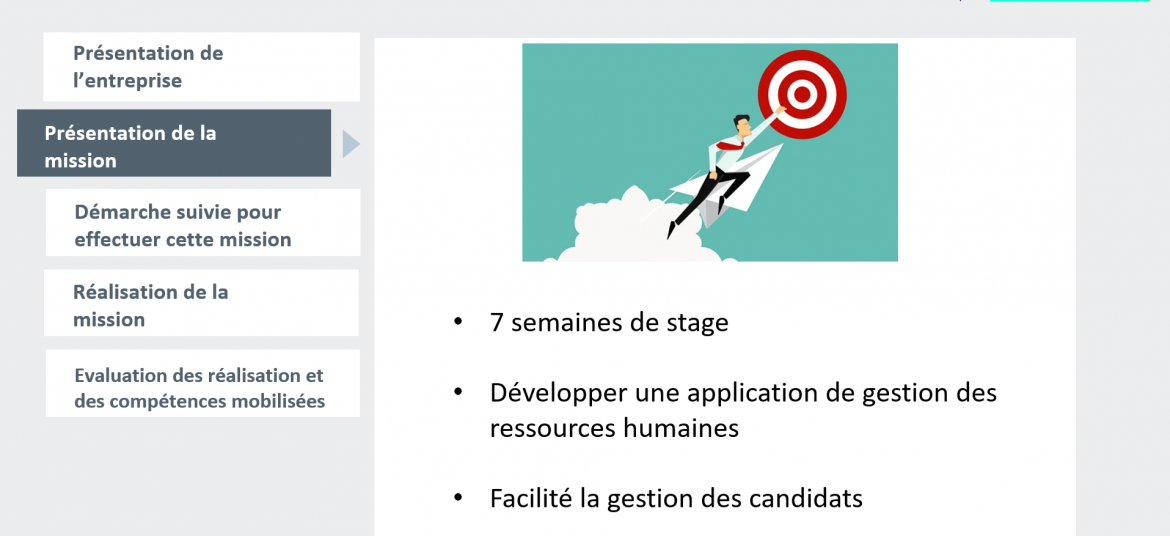 Présentation de
l’entreprise
Présentation de la
mission
Démarche suivie pour
effectuer cette mission
Réalisation de la
mission
Evaluation des réalisation et
des compétences mobilisées
• 7 semaines de stage
• Développer une application de gestion des
ressources humaines
• Facilité la gestion des candidats